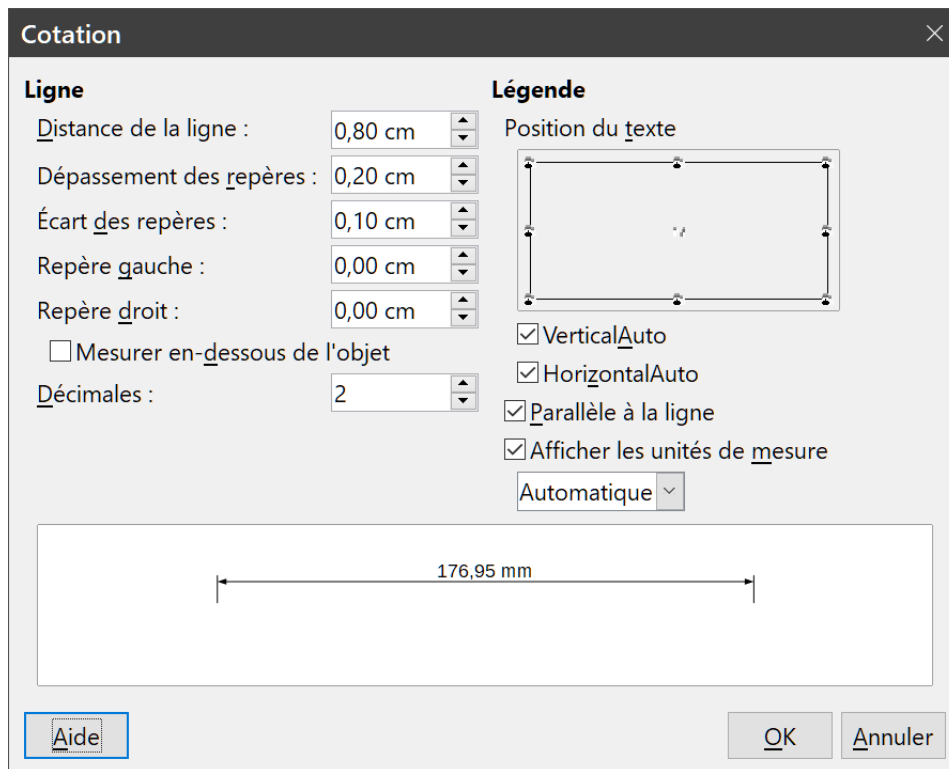 Cotation
Ligne
Distance de la ligne :
0,80 cm
Dépassement des repères :
0,20 cm
Écart des repères :
0,10 cm
Repère gauche :
0,00 cm
Repère droit :
0,00 cm
Mesurer en-dessous de l'objet
Décimales :
2
Légende
Position du texte
VerticalAuto
HorizontalAuto
Parallèle à la ligne
Afficher les unités de mesure
Automatique
176,95 mm
Aide
OK
Annuler